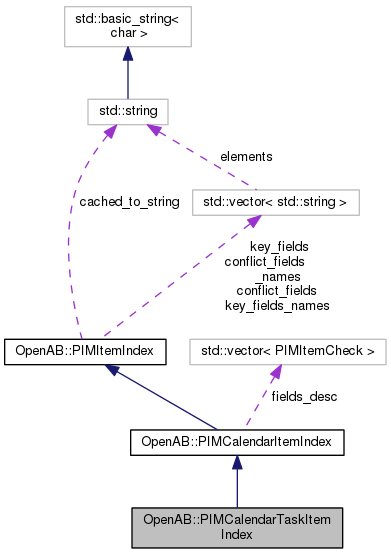 std::basic_string<
char >
std::string
elements
cached_to_string
std::vector< std::string >
key_fields
conflict_fields
_names
conflict_fields
key_fields_names
OpenAB::PIMItemIndex
std::vector< PIMItemCheck >
fields_desc
OpenAB::PIMCalendarItemIndex
OpenAB::PIMCalendarTaskItem
Index